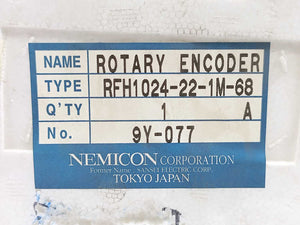 NAME ROTARY ENCODER
TYPE RFH1024-22-1M-68
Q'TY 1 A
No. 9Y-077
NEMICON CORPORATION
Former Name : SANSEI ELECTRIC CORP.
TOKYO JAPAN